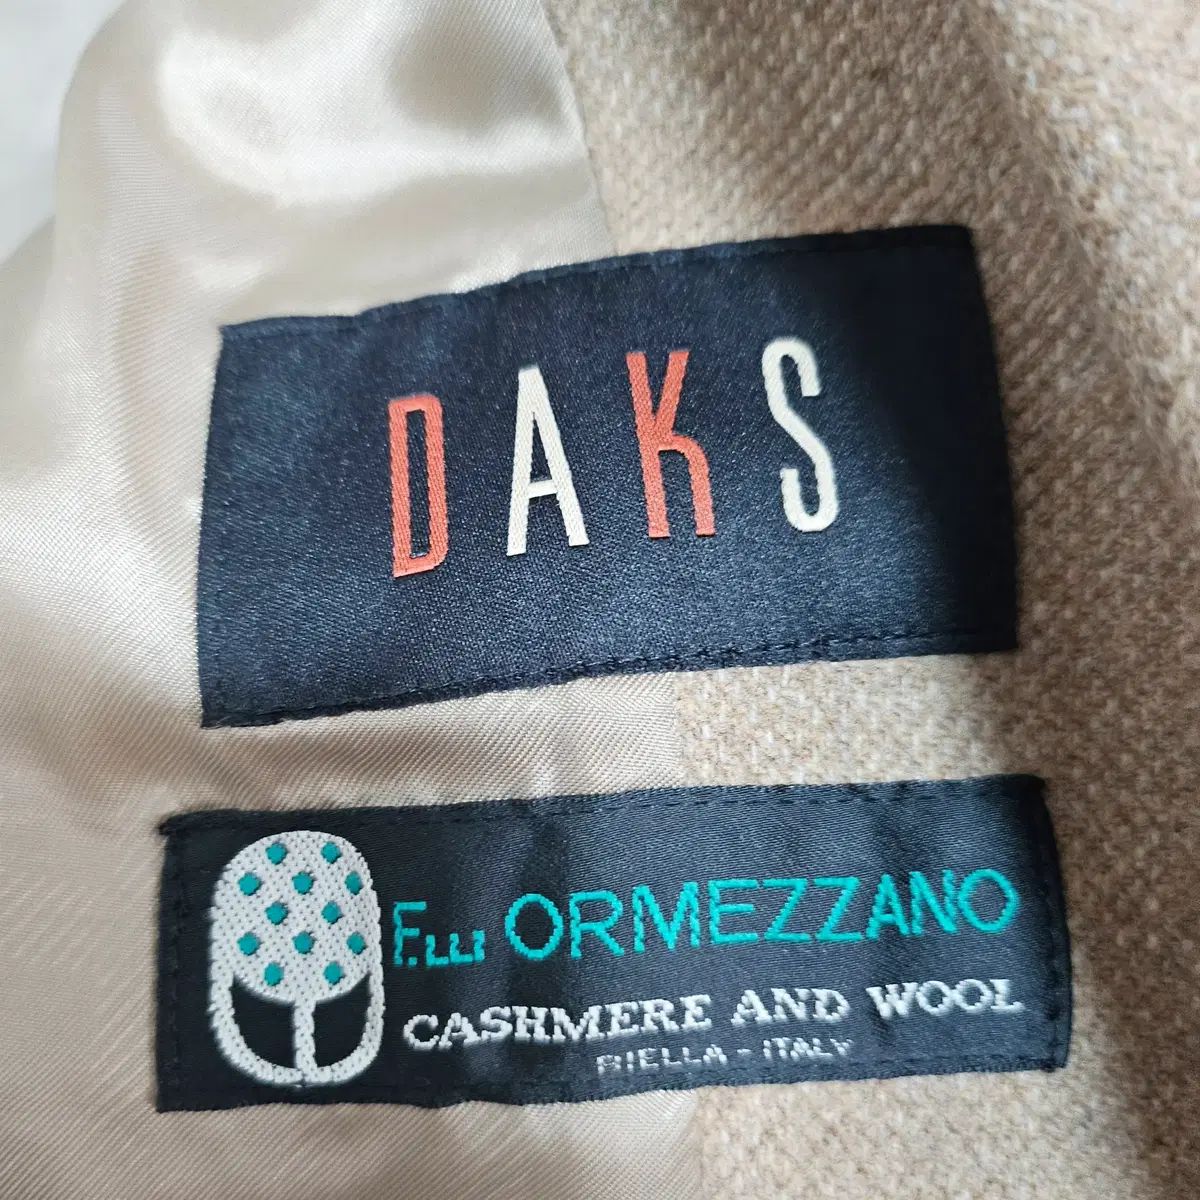 DAKS
F.LLI ORMEZZANO
CASHMERE AND WOOL
BIELLA - ITALY